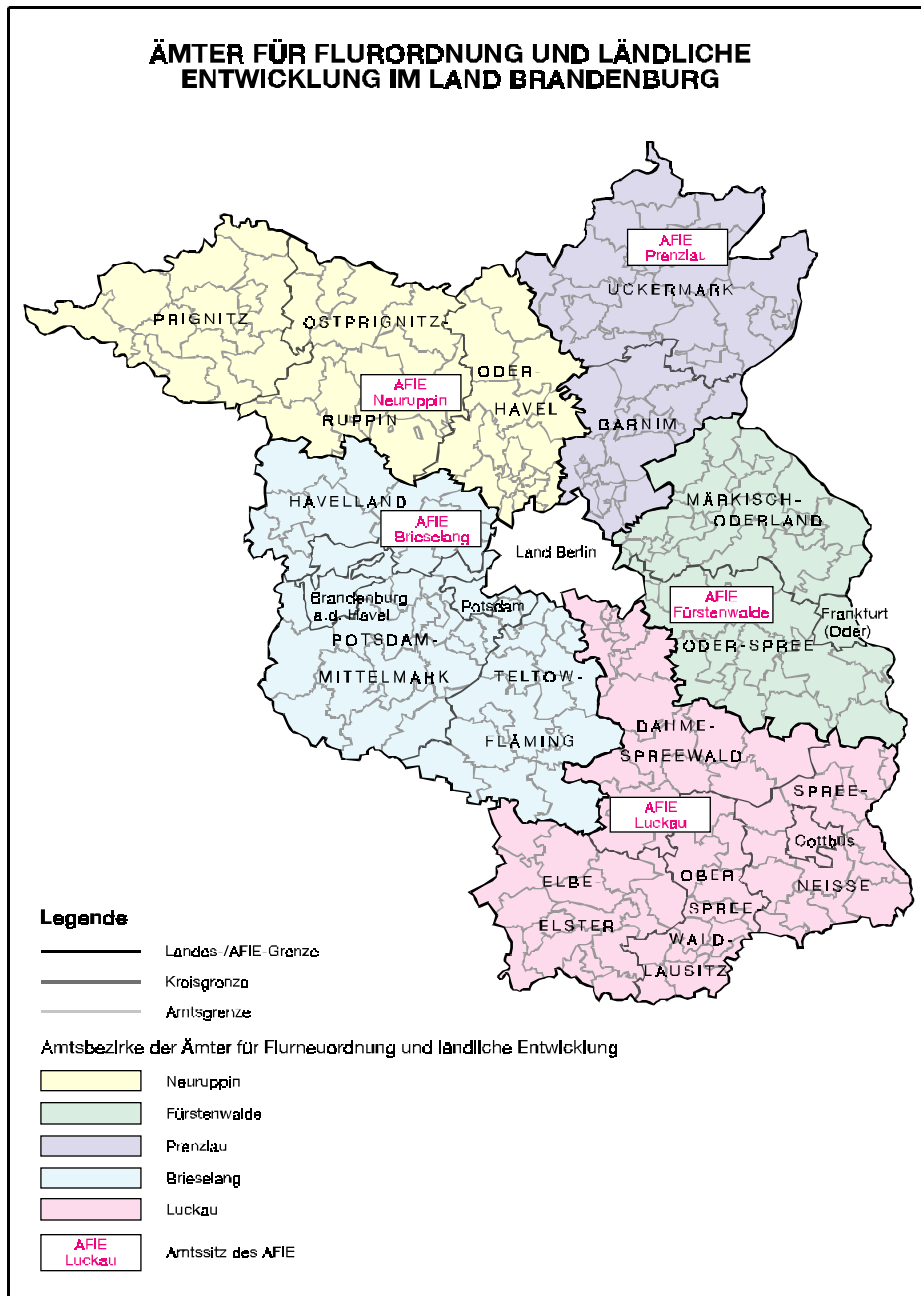 ÄMTER FÜR FLURORDNUNG UND LÄNDLICHE
ENTWICKLUNG IM LAND BRANDENBURG
AFlE
Prenzlau
UCKERMARK
PRIGNITZ
OSTPRIGNITZ-
RUPPIN
AFlE
Neuruppin
ODER-
HAVEL
BARNIM
HAVELLAND
AFlE
Brieselang
MÄRKISCH-
ODERLAND
Land Berlin
AFlE
Fürstenwalde
Brandenburg
a.d. Havel
Potsdam
Frankfurt
(Oder)
POTSDAM-
MITTELMARK
TELTOW-
FLÄMING
ODER-SPREE
DAHME-
SPREEWALD
AFlE
Luckau
SPREE-
Cottbus
NEISSE
ELBE-
ELSTER
OBER
SPREE-
WALD-
LAUSITZ
Legende
Landes-/AFlE-Grenze
Kreisgrenze
Amtsgrenze
Amtsbezirke der Ämter für Flurneuordnung und ländliche Entwicklung
Neuruppin
Fürstenwalde
Prenzlau
Brieselang
Luckau
AFlE
Luckau
Amtssitz des AFlE